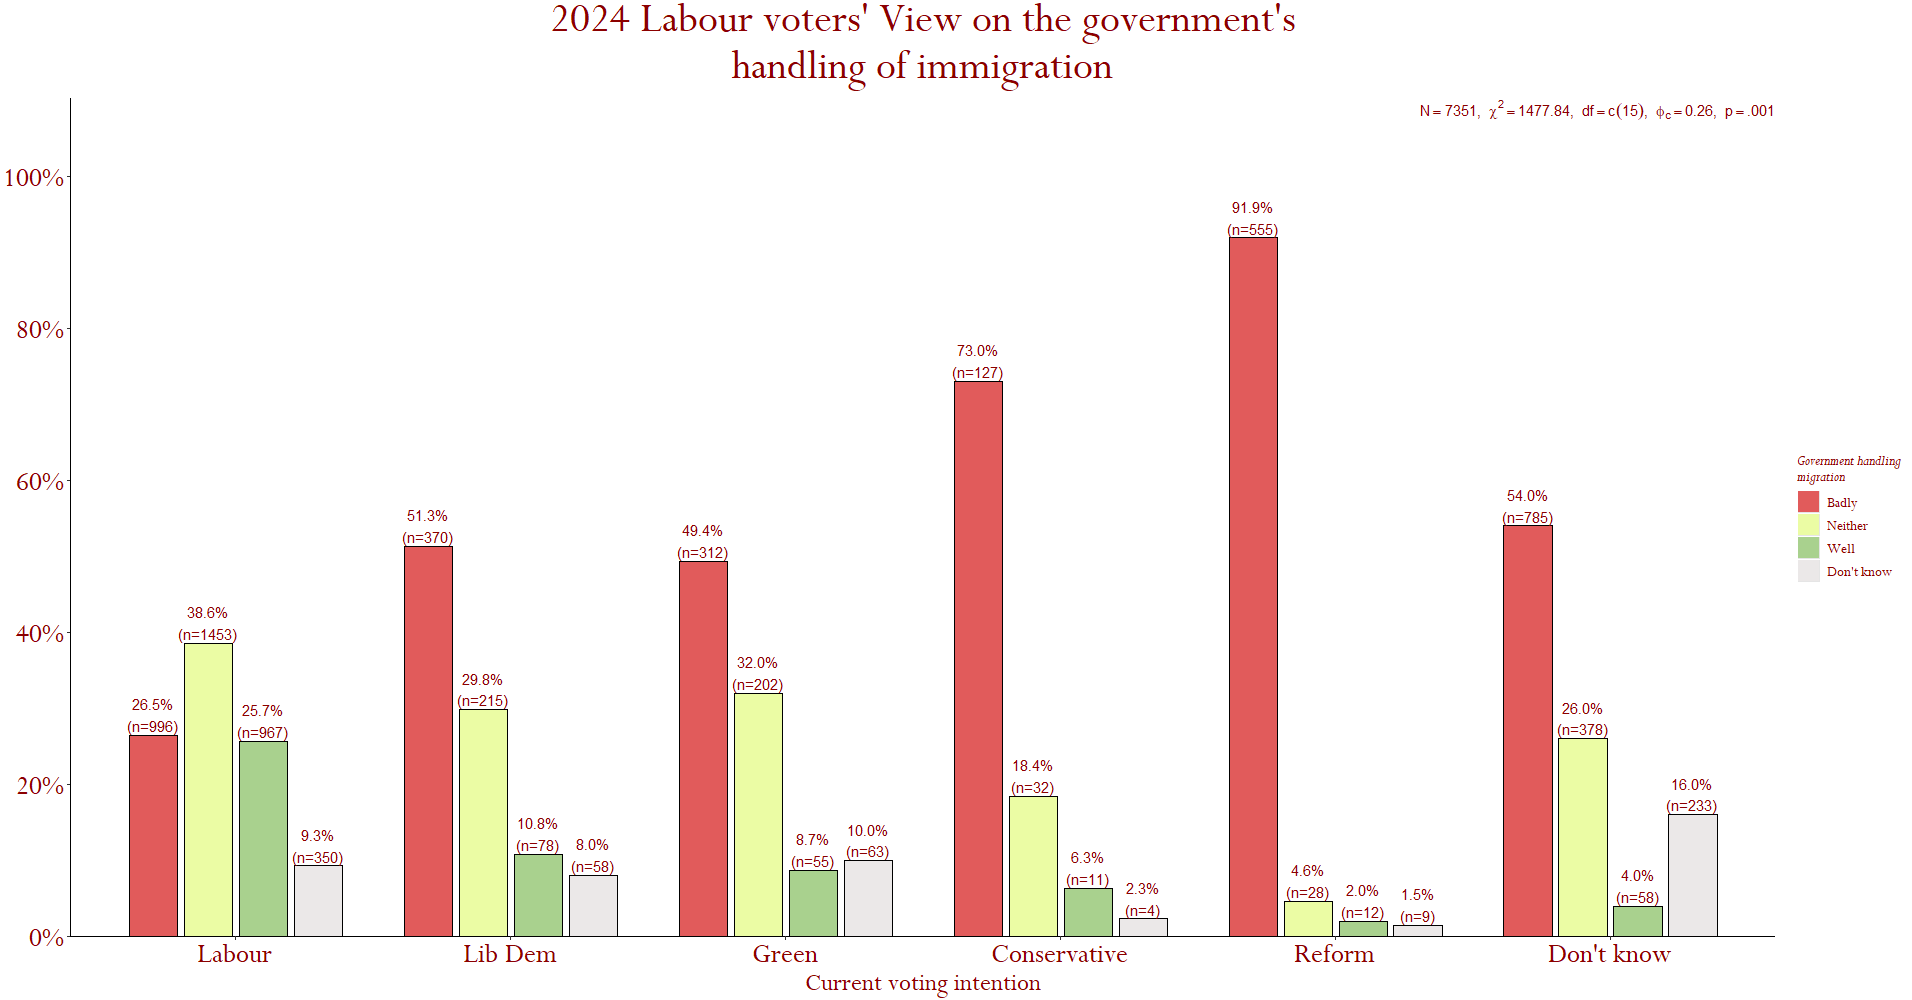 2024 Labour voters' View on the government's
handling of immigration
N = 7351, χ² = 1477.84, df = c(15), ϕc = 0.26, p = .001
100%
80%
60%
40%
20%
0%
26.5%
(n=996)
38.6%
(n=1453)
25.7%
(n=967)
9.3%
(n=350)
51.3%
(n=370)
29.8%
(n=215)
10.8%
(n=78)
8.0%
(n=58)
49.4%
(n=312)
32.0%
(n=202)
8.7%
(n=55)
10.0%
(n=63)
73.0%
(n=127)
18.4%
(n=32)
6.3%
(n=11)
2.3%
(n=4)
91.9%
(n=555)
4.6%
(n=28)
2.0%
(n=12)
1.5%
(n=9)
54.0%
(n=785)
26.0%
(n=378)
4.0%
(n=58)
16.0%
(n=233)
Labour
Lib Dem
Green
Conservative
Reform
Don't know
Current voting intention
Government handling
migration
Badly
Neither
Well
Don't know